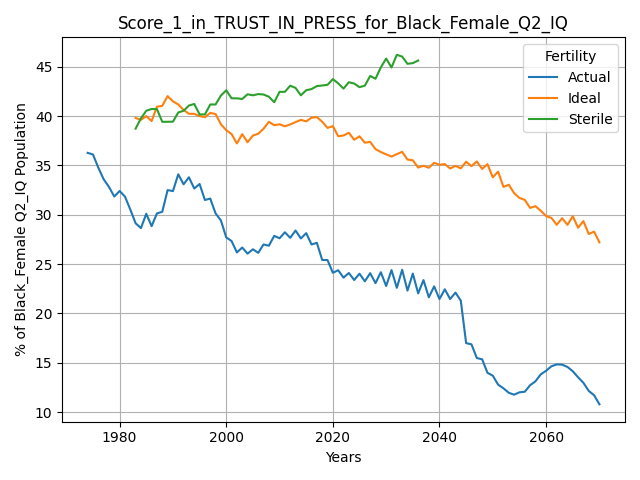 Score_1_in_TRUST_IN_PRESS_for_Black_Female_Q2_IQ
Fertility
Actual
Ideal
Sterile
% of Black_Female Q2_IQ Population
45
40
35
30
25
20
15
10
1980
2000
2020
2040
2060
Years